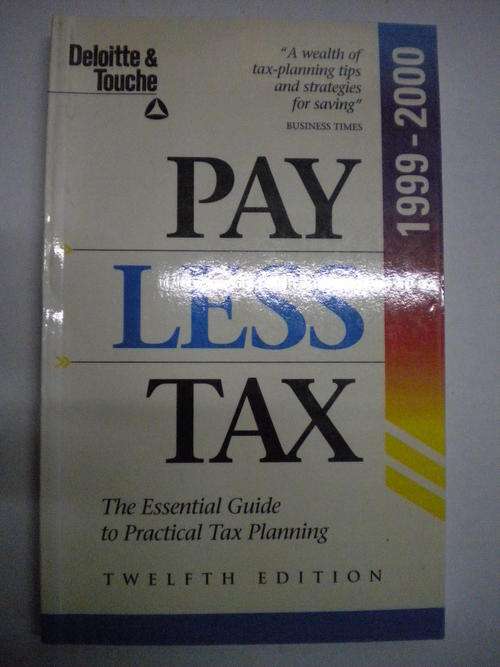 Deloitte &
Touche
"A wealth of
tax-planning tips
and strategies
for saving"
BUSINESS TIMES
1999-2000
PAY
LESS
TAX
The Essential Guide
to Practical Tax Planning
TWELFTH EDITION